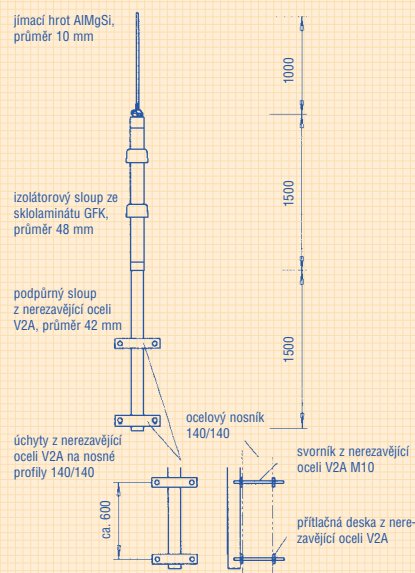 jímací hrot AlMgSi,
průměr 10 mm
1000
1500
izolátorový sloup ze
sklolaminátu GFK,
průměr 48 mm
podpůrný sloup
z nerezavějící oceli
V2A, průměr 42 mm
1500
úchyty z nerezavějící
oceli V2A na nosné
profily 140/140
ocelový nosník
140/140
svorník z nerezavějící
oceli V2A M10
ca. 600
přítlačná deska z nere-
zavějící oceli V2A